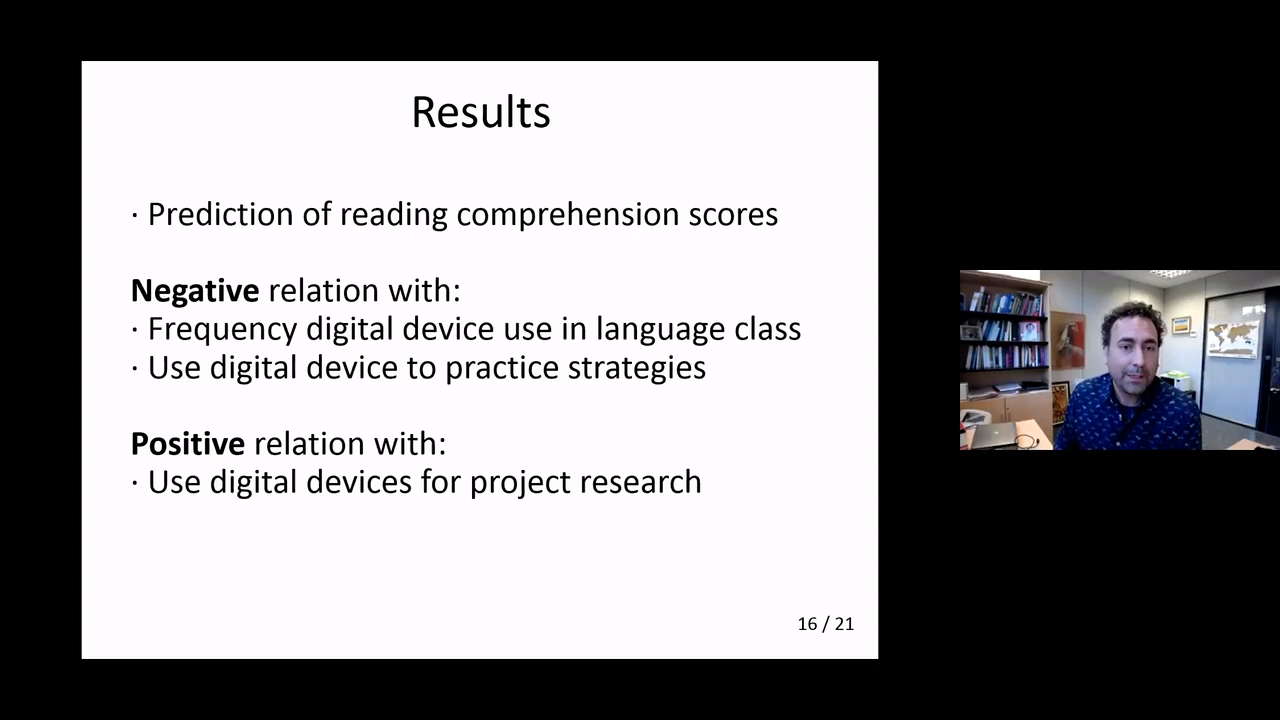 Results
· Prediction of reading comprehension scores
Negative relation with:
· Frequency digital device use in language class
· Use digital device to practice strategies
Positive relation with:
· Use digital devices for project research
16 / 21